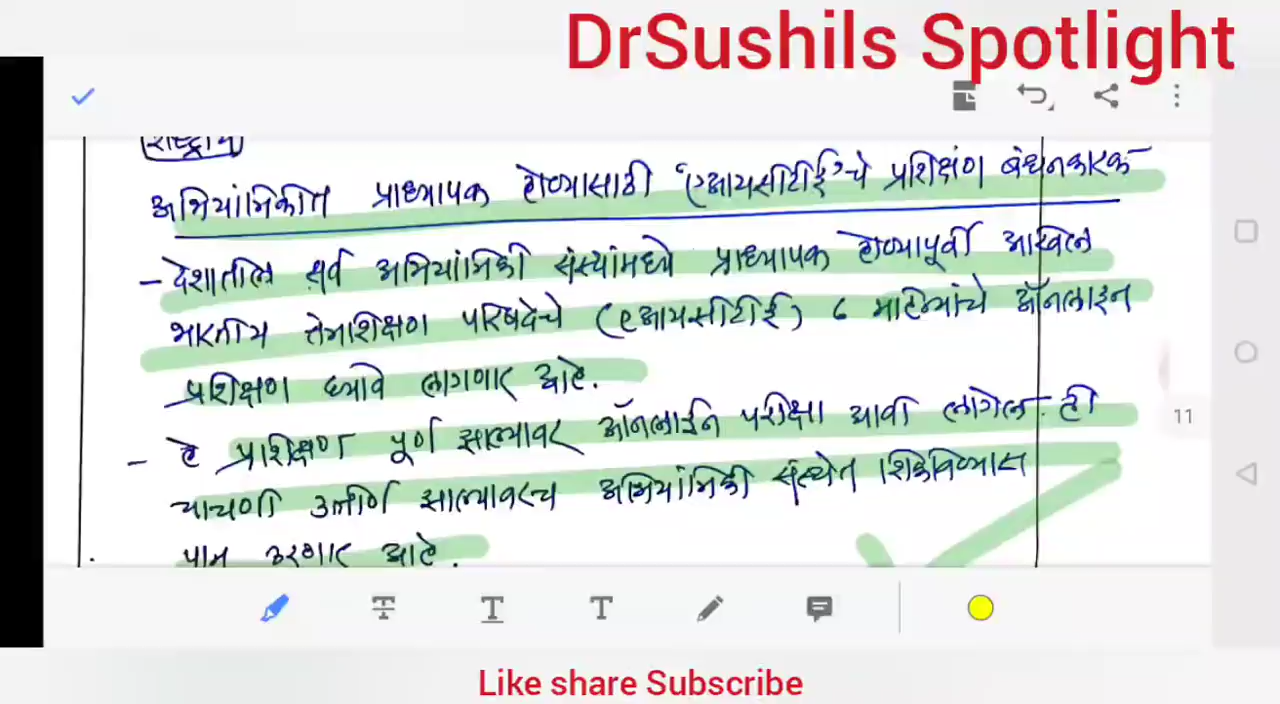 DrSushils Spotlight
राष्ट्रीय
अभियांत्रिकीत प्राध्यापक होण्यासाठी 'एआयसीटीई'चे प्रशिक्षण बंधनकारक
- देशातील सर्व अभियांत्रिकी संस्थांमध्ये प्राध्यापक होण्यापूर्वी अखिल
भारतीय तंत्रशिक्षण परिषदेचे (एआयसीटीई) ८ महिन्यांचे ऑनलाइन
प्रशिक्षण घ्यावे लागणार आहे.
- हे प्रशिक्षण पूर्ण झाल्यावर ऑनलाईन परीक्षा द्यावी लागेल. ही
चाचणी उत्तीर्ण झाल्यावरच अभियांत्रिकी संस्थेत शिकविण्यास
पात्र ठरणार आहे.
11
Like share Subscribe